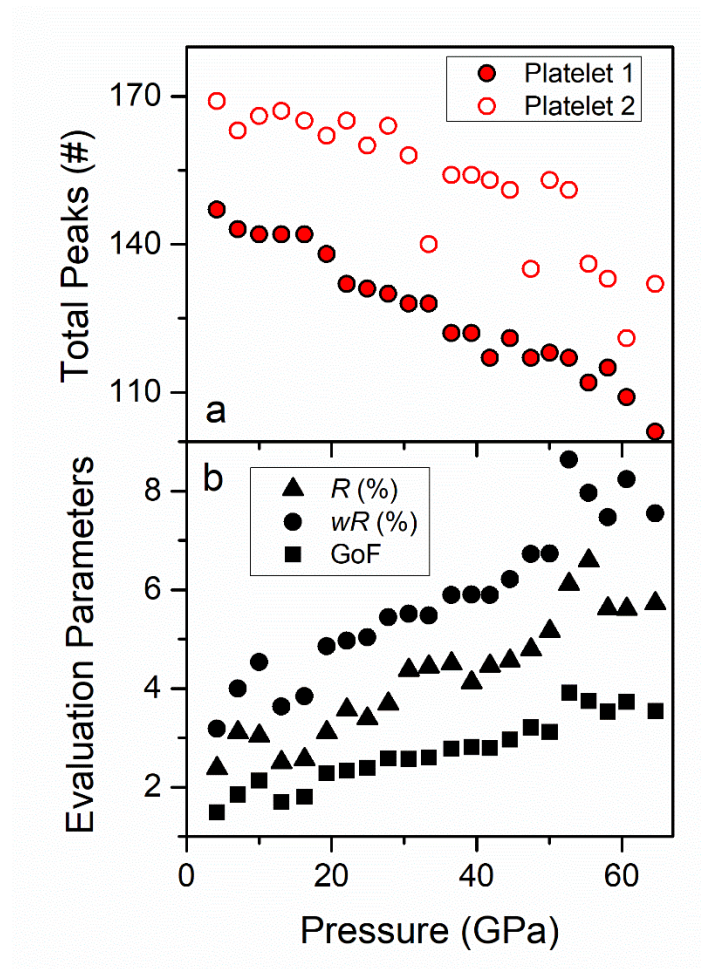 Total Peaks (#)
170
140
110
Platelet 1
Platelet 2
a
Evaluation Parameters
8
6
4
2
b
R (%)
wR (%)
GoF
0 20 40 60
Pressure (GPa)